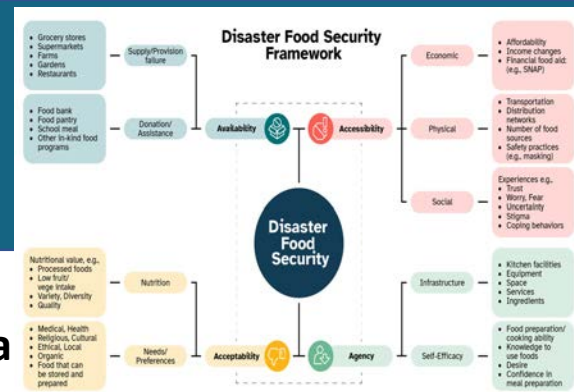 Disaster Food Security
Framework
• Grocery stores
• Supermarkets
• Farms
• Gardens
• Restaurants
Supply/Provision
failure
• Food bank
• Food pantry
• School meal
• Other in-kind food
programs
Donation/
Assistance
Availability
Accessibility
Economic
• Affordability
• Income changes
• Financial food aid:
(e.g., SNAP)
Physical
• Transportation
• Distribution
networks
• Number of food
sources
• Safety practices
(e.g., masking)
Social
Experiences e.g.,
• Trust
• Worry, Fear
• Uncertainty
• Stigma
• Coping behaviors
Disaster
Food
Security
Nutritional value, e.g.,
• Processed foods
• Low fruit/
vege intake
• Variety, Diversity
• Quality
Nutrition
• Medical, Health
• Religious, Cultural
• Ethical, Local
• Organic
• Food that can
be stored and
prepared
Needs/
Preferences
Acceptability
Agency
Infrastructure
• Kitchen facilities
• Equipment
• Space
• Services
• Ingredients
Self-Efficacy
• Food preparation/
cooking ability
• Knowledge to
use foods
• Desire
• Confidence in
meal preparation
a